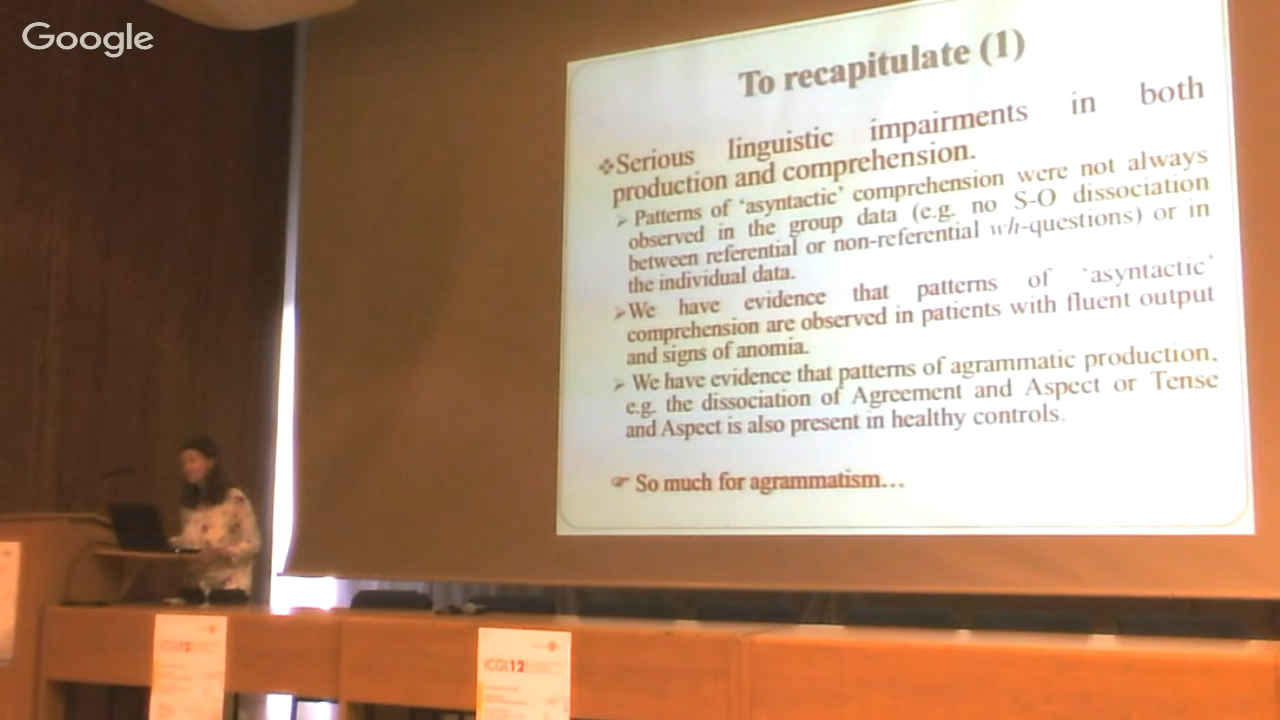 Google
To recapitulate (1)
❖Serious linguistic impairments in both
production and comprehension.
➢ Patterns of 'asyntactic' comprehension were not always
observed in the group data (e.g. no S-O dissociation
between referential or non-referential wh-questions) or in
the individual data.
➢We have evidence that patterns of 'asyntactic'
comprehension are observed in patients with fluent output
and signs of anomia.
➢ We have evidence that patterns of agrammatic production,
e.g. the dissociation of Agreement and Aspect or Tense
and Aspect is also present in healthy controls.
☞ So much for agrammatism…
ICGL12
ICGL12